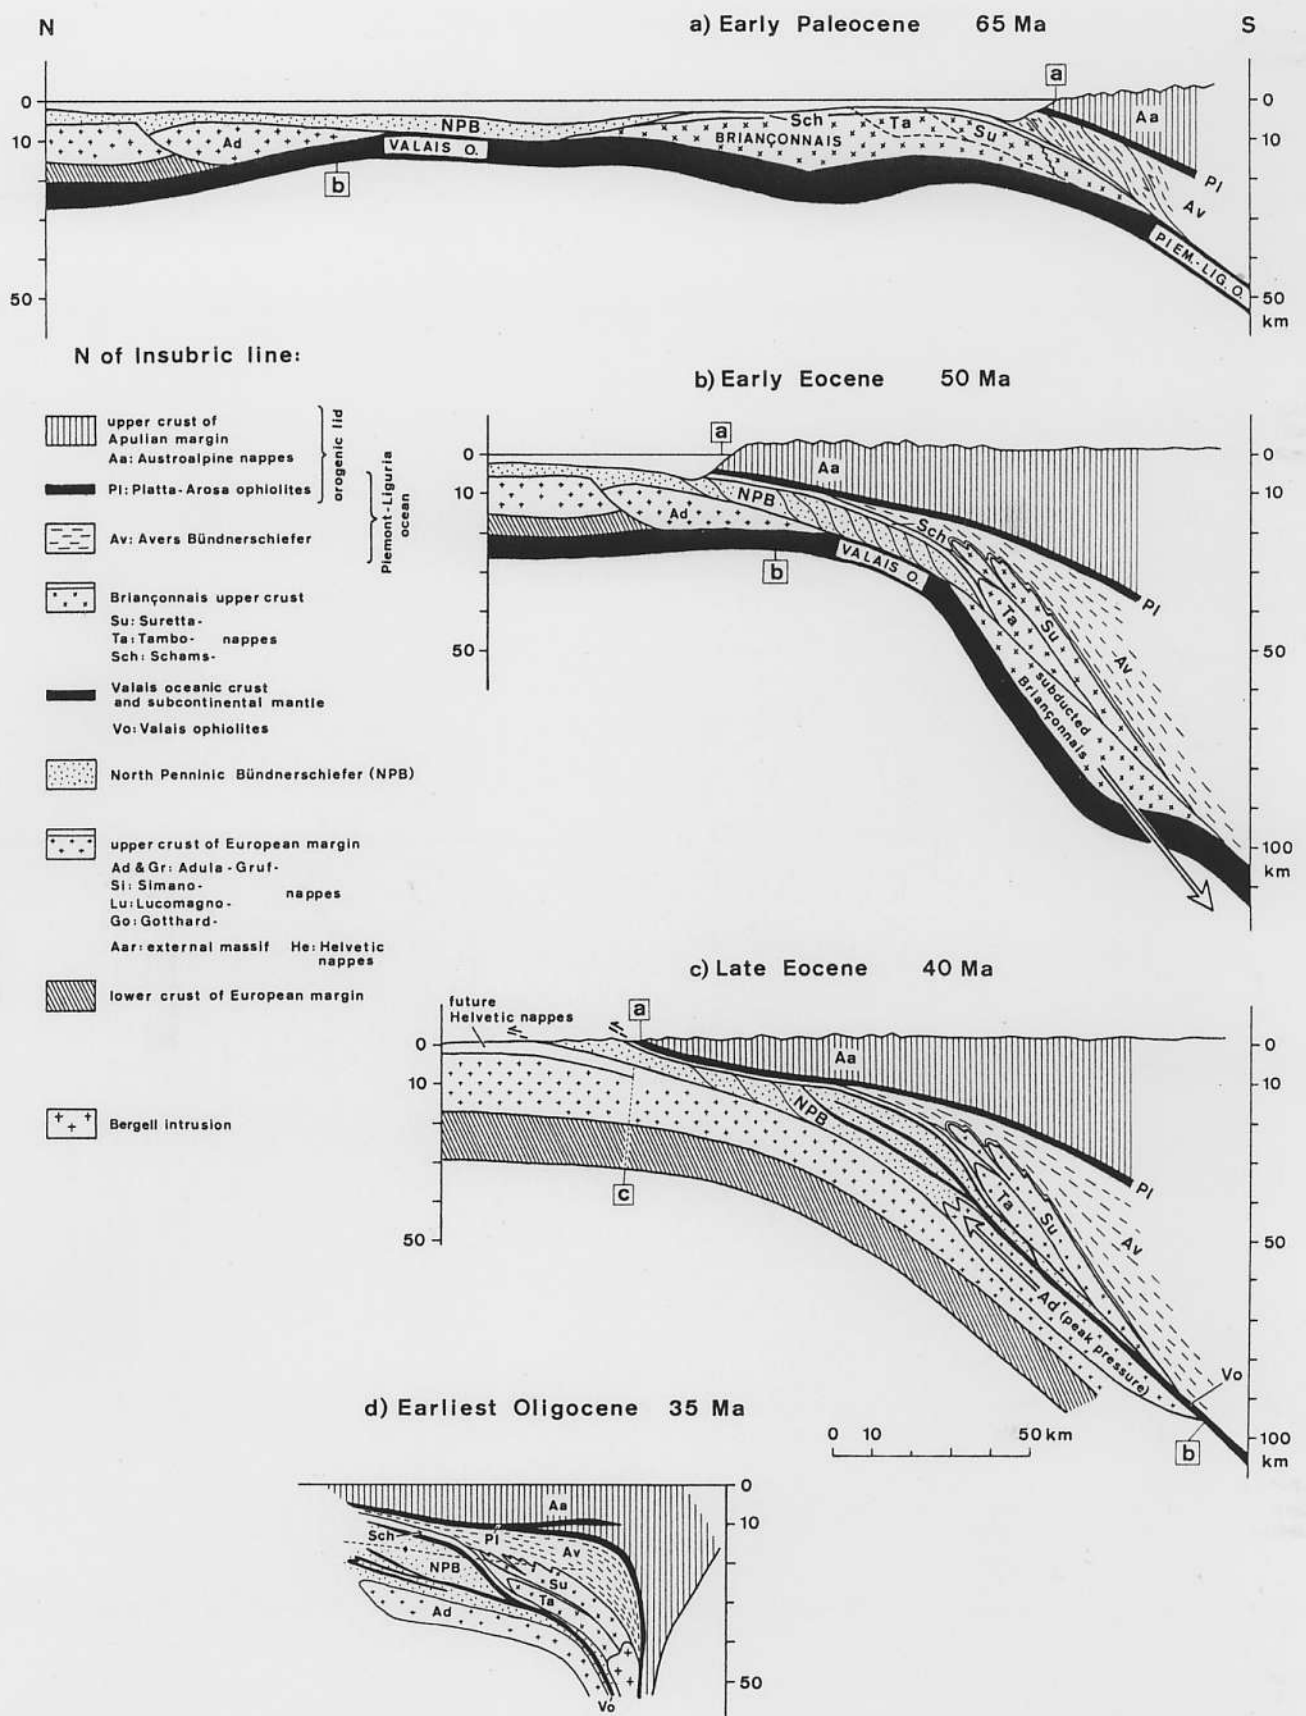 N
a) Early Paleocene 65 Ma
S
a
0
0
Aa
Sch
Ta
NPB
Su
BRIANÇONNAIS
10
10
Ad
VALAIS O.
b
Pl
Av
PIEM.-LIG. O.
50
50
km
N of Insubric line:
upper crust of
Apulian margin
Aa: Austroalpine nappes
Pl: Platta-Arosa ophiolites
orogenic lid
Av: Avers Bündnerschiefer
Piemont-Liguria
ocean
Briançonnais upper crust
Su: Suretta-
Ta: Tambo- nappes
Sch: Schams-
Valais oceanic crust
and subcontinental mantle
Vo: Valais ophiolites
North Penninic Bündnerschiefer (NPB)
upper crust of European margin
Ad & Gr: Adula-Gruf-
Si: Simano-
nappes
Lu: Lucomagno-
Go: Gotthard-
Aar: external massif He: Helvetic
nappes
lower crust of European margin
Bergell intrusion
b) Early Eocene 50 Ma
a
0
0
Aa
10
10
NPB
Ad
Sch
VALAIS O.
b
Pl
Ta
Su
50
50
Av
subducted
Briançonnais
100
km
c) Late Eocene 40 Ma
future
Helvetic nappes
a
0
0
Aa
10
10
NPB
c
Pl
Ta
Su
50
50
Av
Ad (peak pressure)
Vo
b
100
km
0 10 50 km
d) Earliest Oligocene 35 Ma
0
Aa
10
Sch
Pl
Av
NPB
Su
Ta
Ad
50
Vo